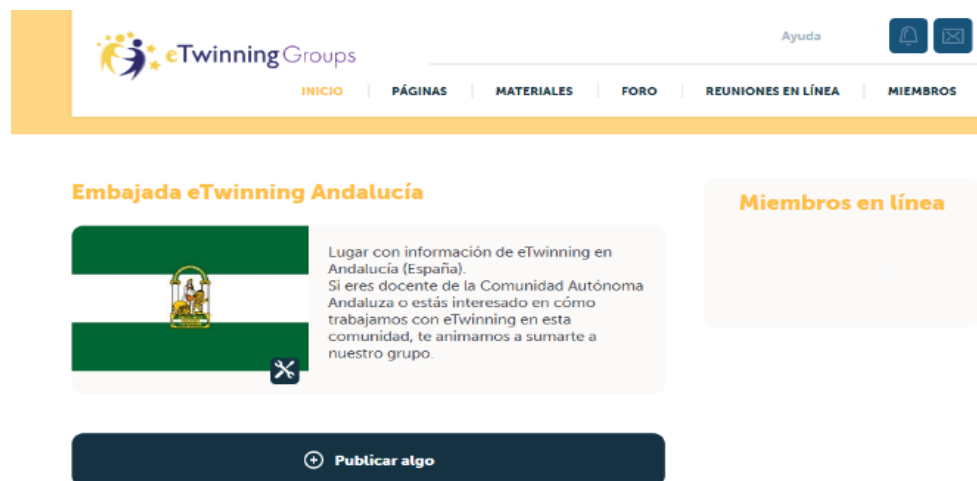 eTwinning Groups
Ayuda
INICIO PÁGINAS MATERIALES FORO REUNIONES EN LÍNEA MIEMBROS
Embajada eTwinning Andalucía
Miembros en línea
Lugar con información de eTwinning en
Andalucía (España).
Si eres docente de la Comunidad Autónoma
Andaluza o estás interesado en cómo
trabajamos con eTwinning en esta
comunidad, te animamos a sumarte a
nuestro grupo.
Publicar algo